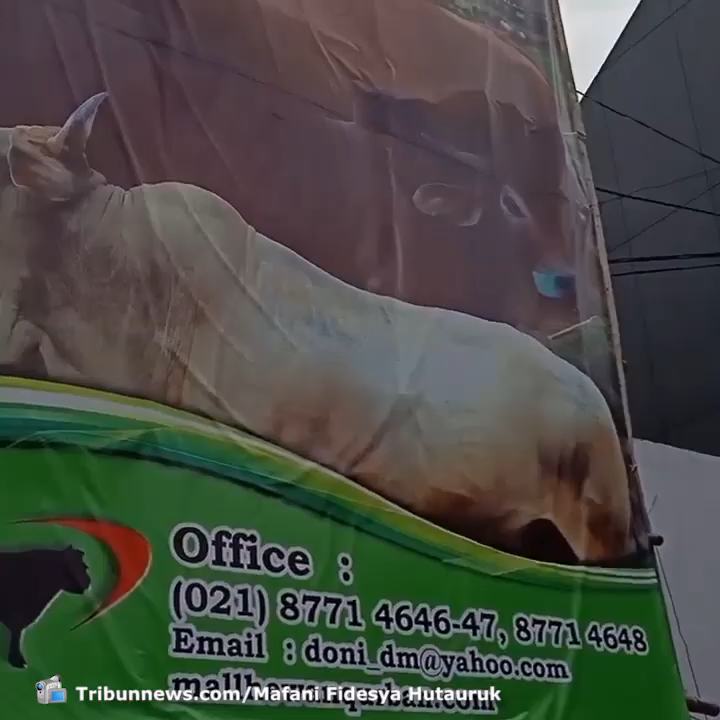 Office :
(021) 8771 4646-47, 8771 4648
Email : doni_dm@yahoo.com
Tribunnews.com/Mafani Fidesya Hutauruk